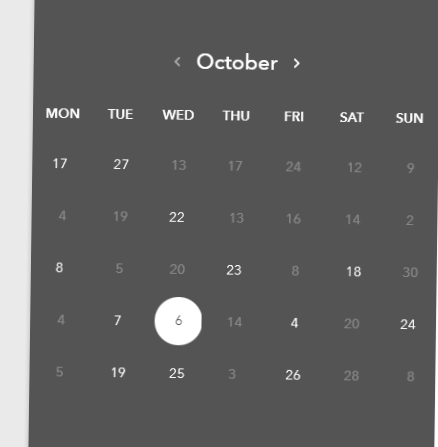 ‹ October ›
MON TUE WED THU FRI SAT SUN
17 27 13 17 24 12 9
4 19 22 13 16 14 2
8 5 20 23 8 18 30
4 7 6 14 4 20 24
5 19 25 3 26 28 8